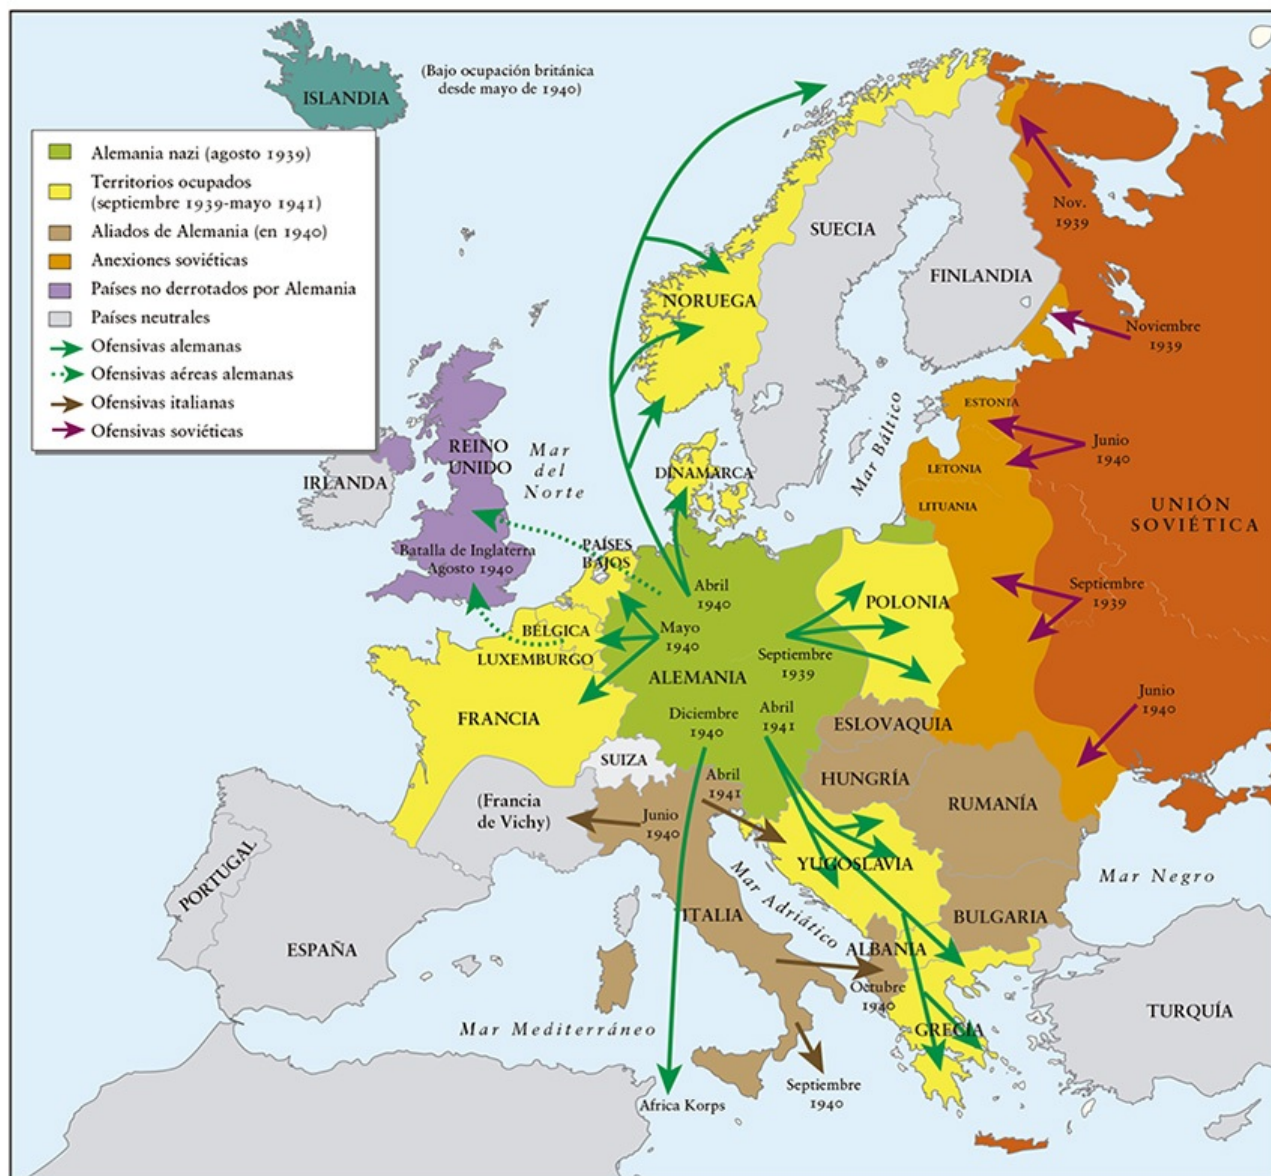 ISLANDIA
(Bajo ocupación británica
desde mayo de 1940)
Alemania nazi (agosto 1939)
Territorios ocupados
(septiembre 1939-mayo 1941)
Aliados de Alemania (en 1940)
Anexiones soviéticas
Países no derrotados por Alemania
Países neutrales
Ofensivas alemanas
Ofensivas aéreas alemanas
Ofensivas italianas
Ofensivas soviéticas
Nov.
1939
SUECIA
FINLANDIA
NORUEGA
Noviembre
1939
ESTONIA
Mar Báltico
Junio
1940
REINO
UNIDO
Mar
del
Norte
IRLANDA
DINAMARCA
LETONIA
LITUANIA
UNIÓN
SOVIÉTICA
Batalla de Inglaterra
Agosto 1940
PAÍSES
BAJOS
Abril
1940
POLONIA
Septiembre
1939
BÉLGICA
LUXEMBURGO
Mayo
1940
Septiembre
1939
ALEMANIA
FRANCIA
Diciembre
1940
Abril
1941
ESLOVAQUIA
Junio
1940
SUIZA
Abril
1941
HUNGRÍA
RUMANÍA
(Francia
de Vichy)
Junio
1940
YUGOSLAVIA
Mar Negro
PORTUGAL
Mar Adriático
ITALIA
BULGARIA
ESPAÑA
ALBANIA
Octubre
1940
TURQUÍA
Mar Mediterráneo
GRECIA
Septiembre
1940
Africa Korps